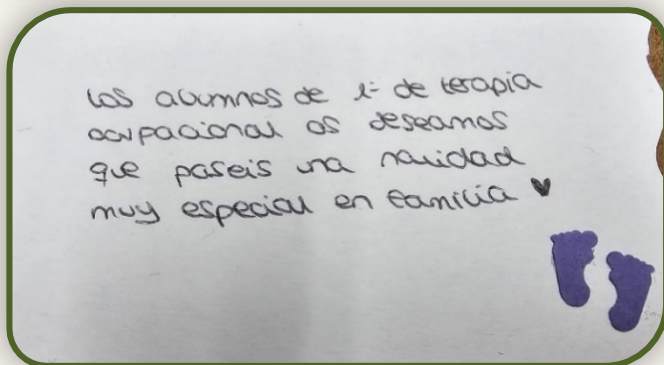 los alumnos de 1º de terapia
ocupacional os deseamos
que paseis una navidad
muy especial en familia